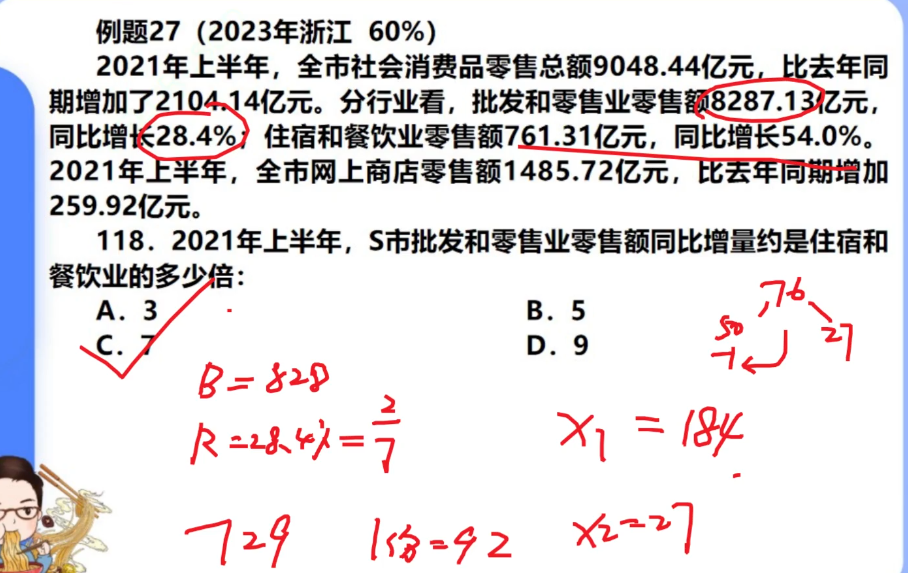 例题27（2023年浙江 60%）
2021年上半年，全市社会消费品零售总额9048.44亿元，比去年同
期增加了2104.14亿元。分行业看，批发和零售业零售额8287.13亿元，
同比增长28.4%；住宿和餐饮业零售额761.31亿元，同比增长54.0%。
2021年上半年，全市网上商店零售额1485.72亿元，比去年同期增加
259.92亿元。
118．2021年上半年，S市批发和零售业零售额同比增量约是住宿和
餐饮业的多少倍：
A．3
B．5
C．7
D．9
76
50
27
-1
B=828
R=28.4%=2/7
X1=184
729
1份=92
X2=27